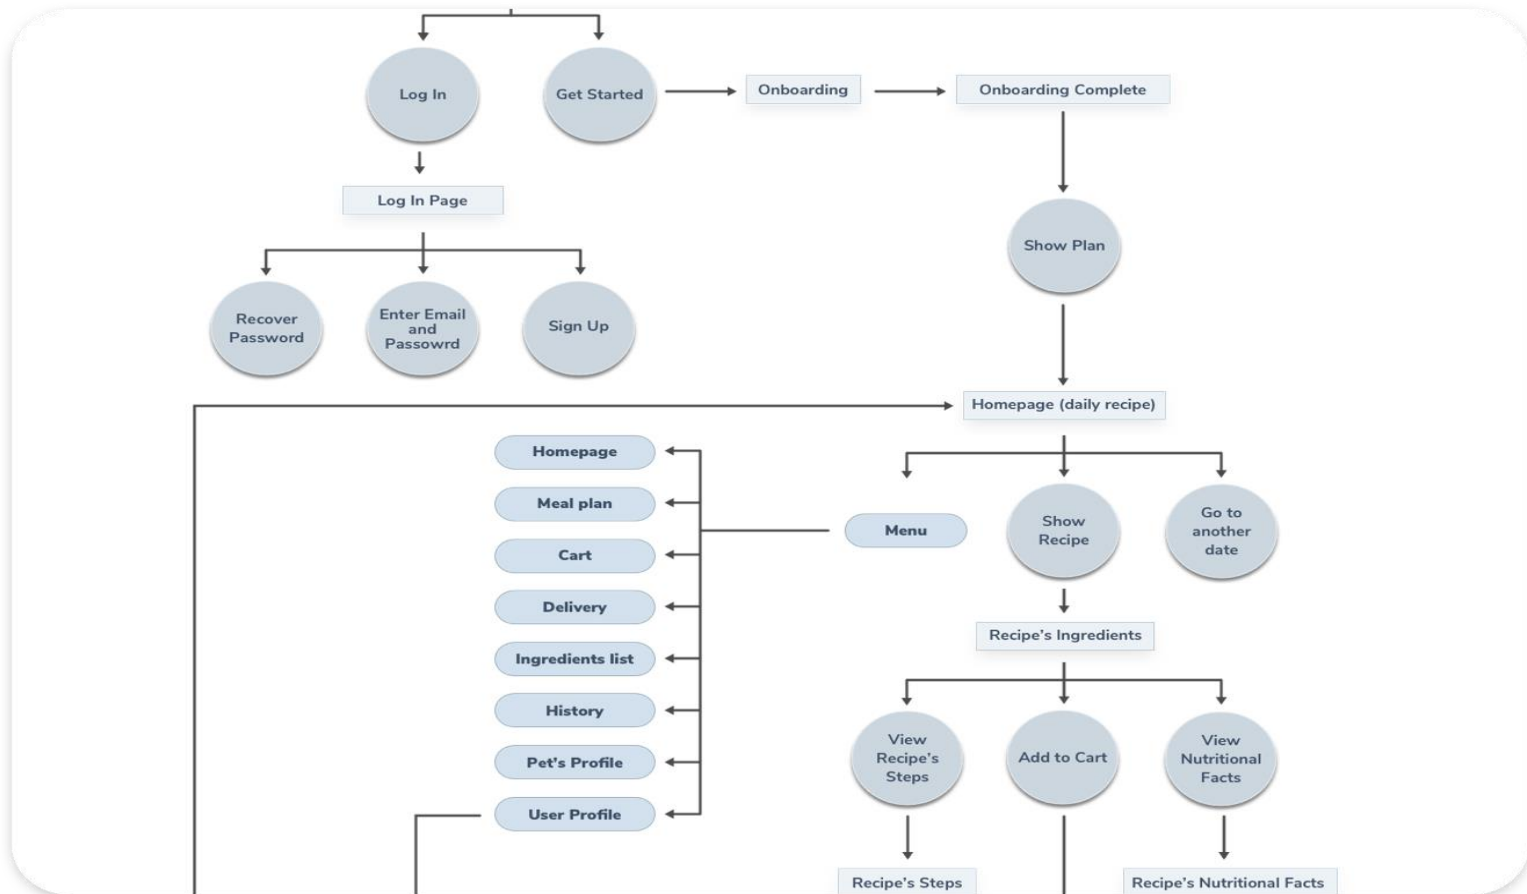 Log In
Get Started
Onboarding
Onboarding Complete
Log In Page
Show Plan
Recover
Password
Enter Email
and
Passowrd
Sign Up
Homepage (daily recipe)
Homepage
Meal plan
Cart
Delivery
Ingredients list
History
Pet's Profile
User Profile
Menu
Show
Recipe
Go to
another
date
Recipe's Ingredients
View
Recipe's
Steps
Add to Cart
View
Nutritional
Facts
Recipe's Steps
Recipe's Nutritional Facts